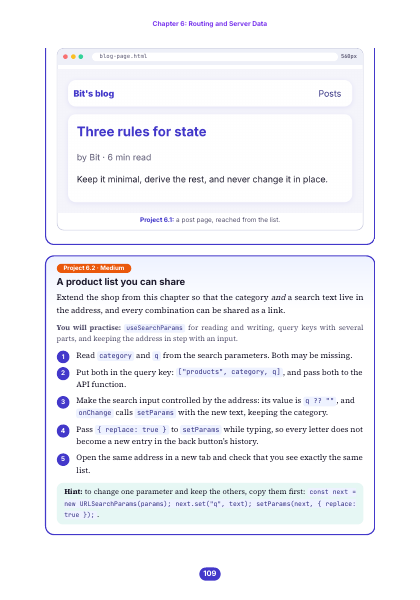 Chapter 6: Routing and Server Data
blog-page.html
560px
Bit's blog
Posts
Three rules for state
by Bit · 6 min read
Keep it minimal, derive the rest, and never change it in place.
Project 6.1: a post page, reached from the list.
Project 6.2 · Medium
A product list you can share
Extend the shop from this chapter so that the category and a search text live in
the address, and every combination can be shared as a link.
You will practise: useSearchParams for reading and writing, query keys with several
parts, and keeping the address in step with an input.
1 Read category and q from the search parameters. Both may be missing.
2 Put both in the query key: ["products", category, q], and pass both to the
API function.
3 Make the search input controlled by the address: its value is q ?? "", and
onChange calls setParams with the new text, keeping the category.
4 Pass { replace: true } to setParams while typing, so every letter does not
become a new entry in the back button's history.
5 Open the same address in a new tab and check that you see exactly the same
list.
Hint: to change one parameter and keep the others, copy them first: const next =
new URLSearchParams(params); next.set("q", text); setParams(next, { replace:
true }); .
109